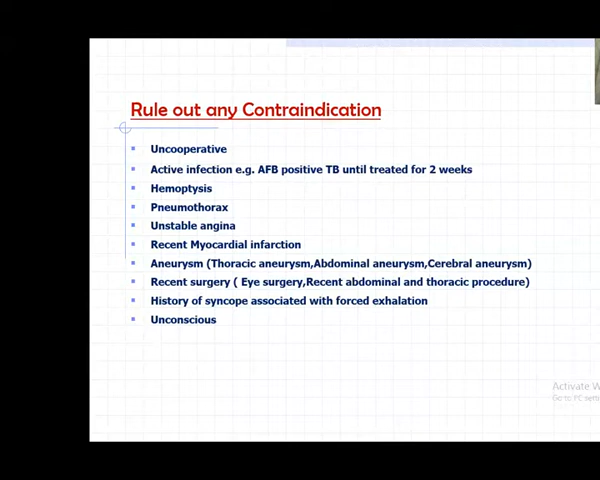 Rule out any Contraindication
Uncooperative
Active infection e.g. AFB positive TB until treated for 2 weeks
Hemoptysis
Pneumothorax
Unstable angina
Recent Myocardial infarction
Aneurysm (Thoracic aneurysm,Abdominal aneurysm,Cerebral aneurysm)
Recent surgery ( Eye surgery,Recent abdominal and thoracic procedure)
History of syncope associated with forced exhalation
Unconscious
Activate W
Go to PC setti